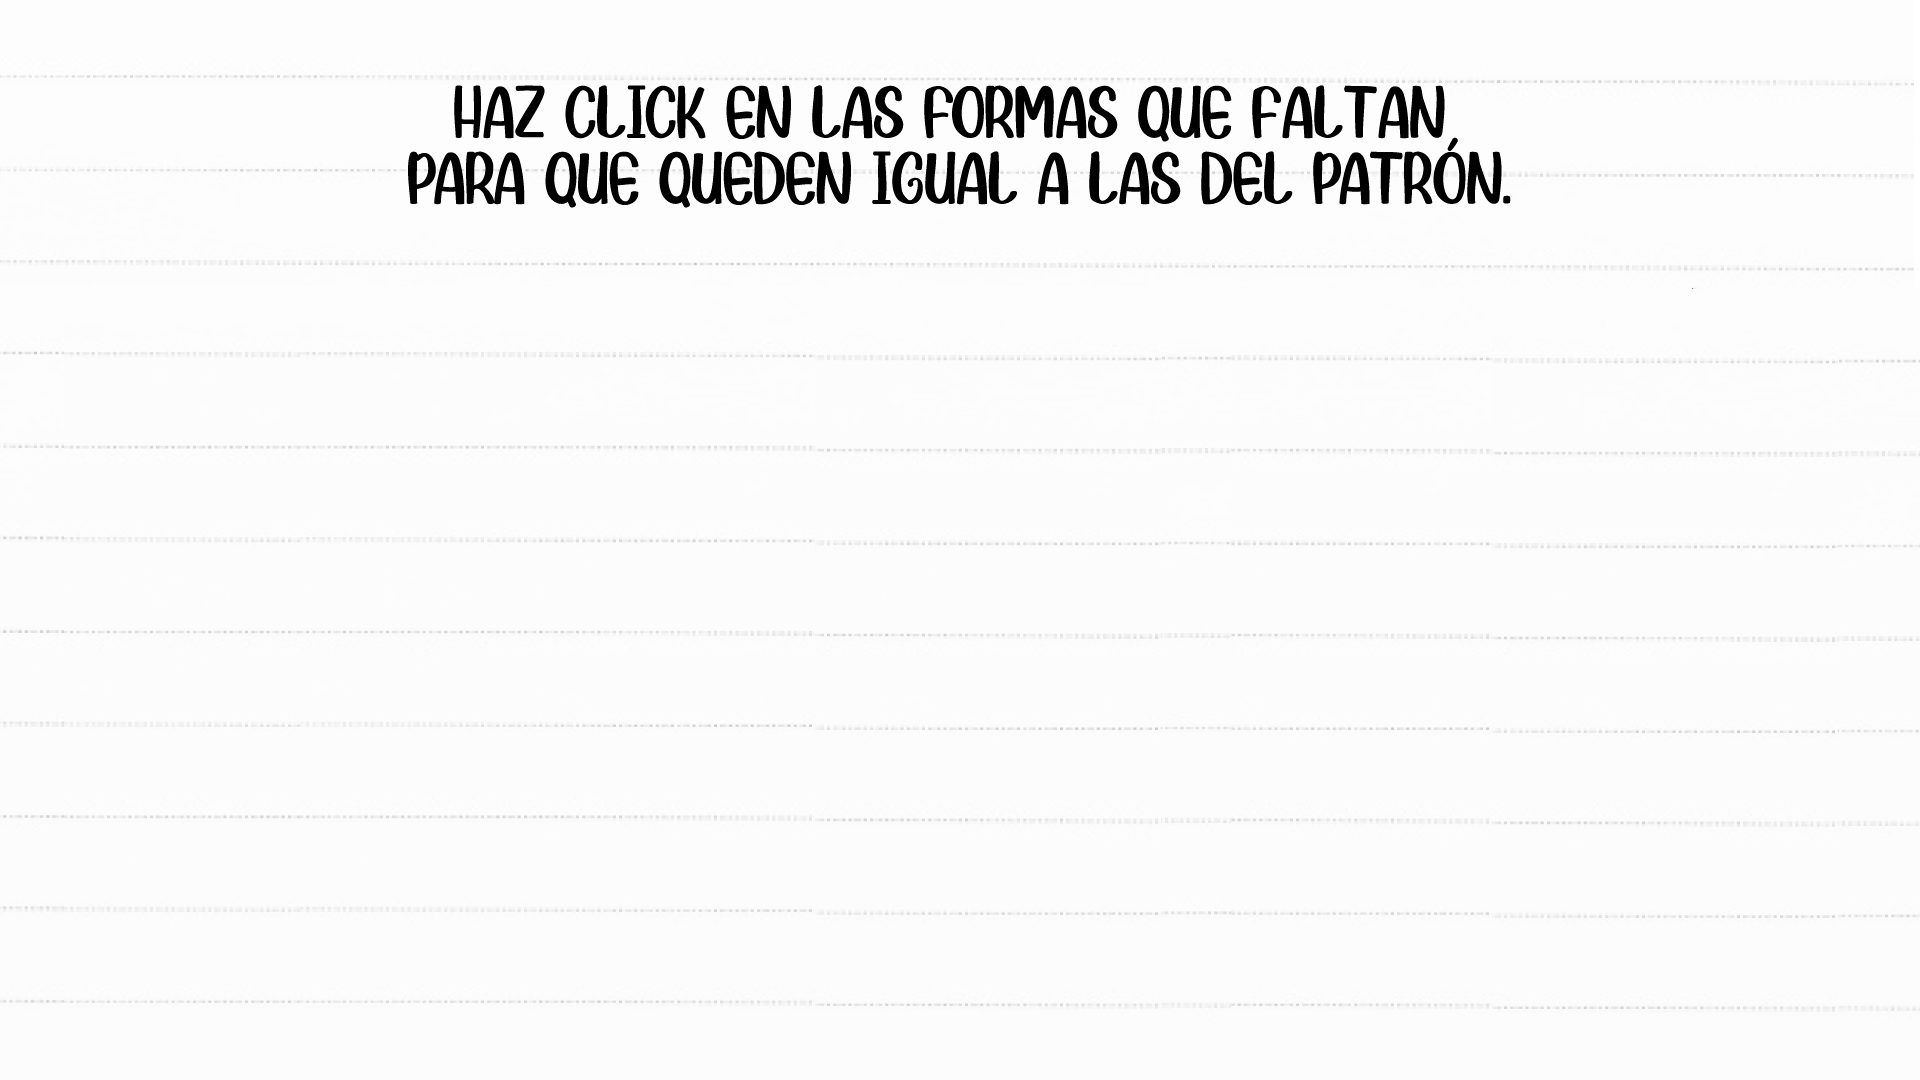 HAZ CLICK EN LAS FORMAS QUE FALTAN
PARA QUE QUEDEN IGUAL A LAS DEL PATRÓN.